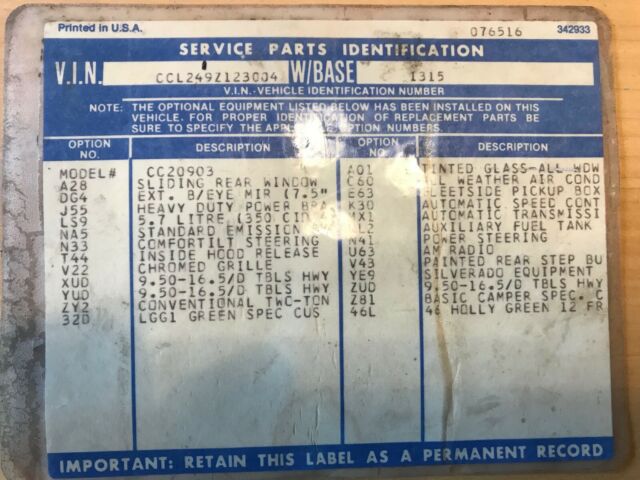 Printed in U.S.A. 076516 342933
SERVICE PARTS IDENTIFICATION
V.I.N. CCL249Z123004 W/BASE 1315
V.I.N.-VEHICLE IDENTIFICATION NUMBER
NOTE: THE OPTIONAL EQUIPMENT LISTED BELOW HAS BEEN INSTALLED ON THIS
VEHICLE. FOR PROPER IDENTIFICATION OF REPLACEMENT PARTS BE
SURE TO SPECIFY THE OPTION NUMBERS.
OPTION NO. DESCRIPTION OPTION NO. DESCRIPTION
MODEL# CC20903 A01 TINTED GLASS-ALL WDW
A28 SLIDING REAR WINDOW C60 WEATHER AIR COND
DG4 EXT. B/EYE MIR (7.5" E63 FLEETSIDE PICKUP BOX
J55 HEAVY DUTY POWER BRA K30 AUTOMATIC SPEED CONT
LS9 5.7 LITRE (350 CID MX1 AUTOMATIC TRANSMISSI
NA5 STANDARD EMISSION AUXILIARY FUEL TANK
N33 COMFORTILT STEERING N41 POWER STEERING
T44 INSIDE HOOD RELEASE U63 AM RADIO
V22 CHROMED GRILLE V43 PAINTED REAR STEP BU
XUD 9.50-16.5/D TBLS HWY YE9 SILVERADO EQUIPMENT
YUD 9.50-16.5/D TBLS HWY ZUD 9.50-16.5/D TBLS HWY
ZY2 CONVENTIONAL TWO-TON Z81 BASIC CAMPER SPEC. C
32D LGG1 GREEN SPEC CUS 46L 46 HOLLY GREEN 12 FR
IMPORTANT: RETAIN THIS LABEL AS A PERMANENT RECORD